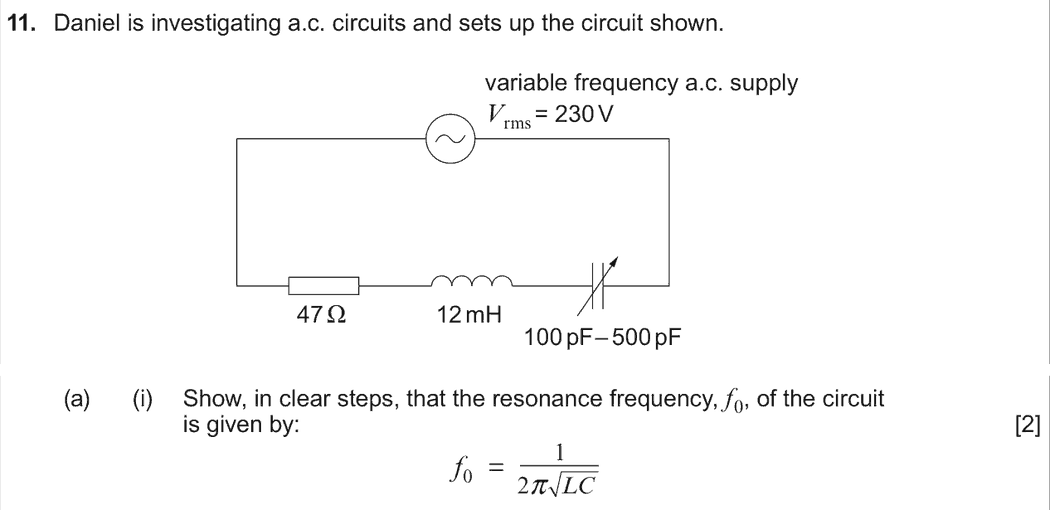 11. Daniel is investigating a.c. circuits and sets up the circuit shown.
variable frequency a.c. supply
V_rms = 230 V
47 Ω
12 mH
100 pF – 500 pF
(a) (i) Show, in clear steps, that the resonance frequency, f₀, of the circuit
is given by: [2]
f₀ = 1 / 2π√LC